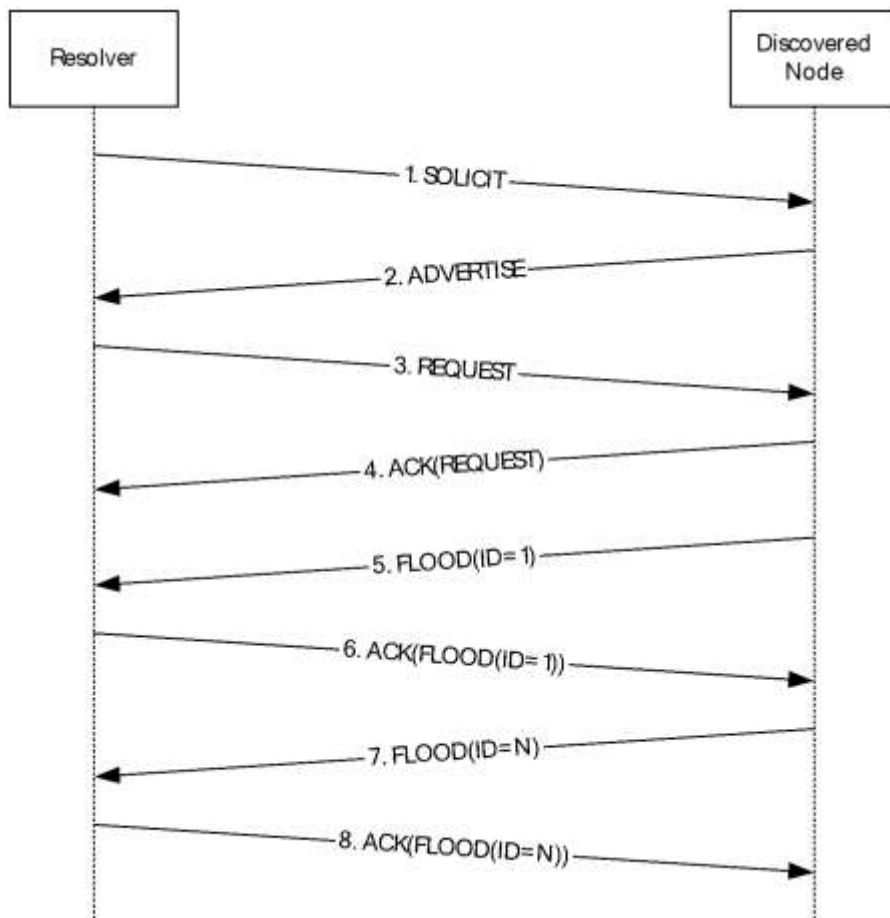 Resolver
Discovered
Node
1. SOLICIT
2. ADVERTISE
3. REQUEST
4. ACK(REQUEST)
5. FLOOD(ID=1)
6. ACK(FLOOD(ID=1))
7. FLOOD(ID=N)
8. ACK(FLOOD(ID=N))